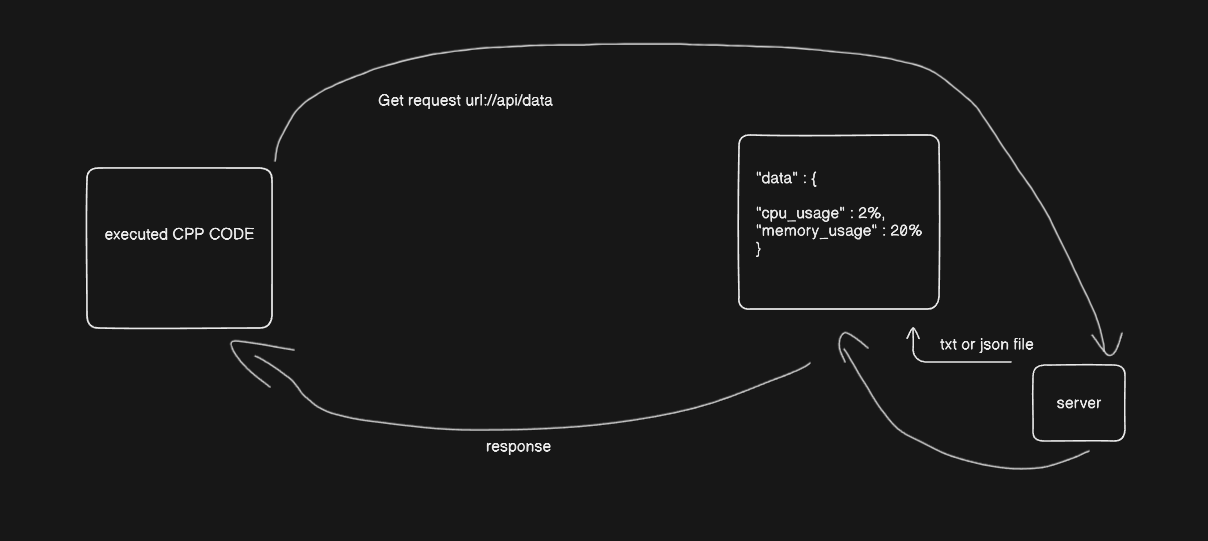 Get request url://api/data
executed CPP CODE
"data" : {
"cpu_usage" : 2%,
"memory_usage" : 20%
}
txt or json file
server
response